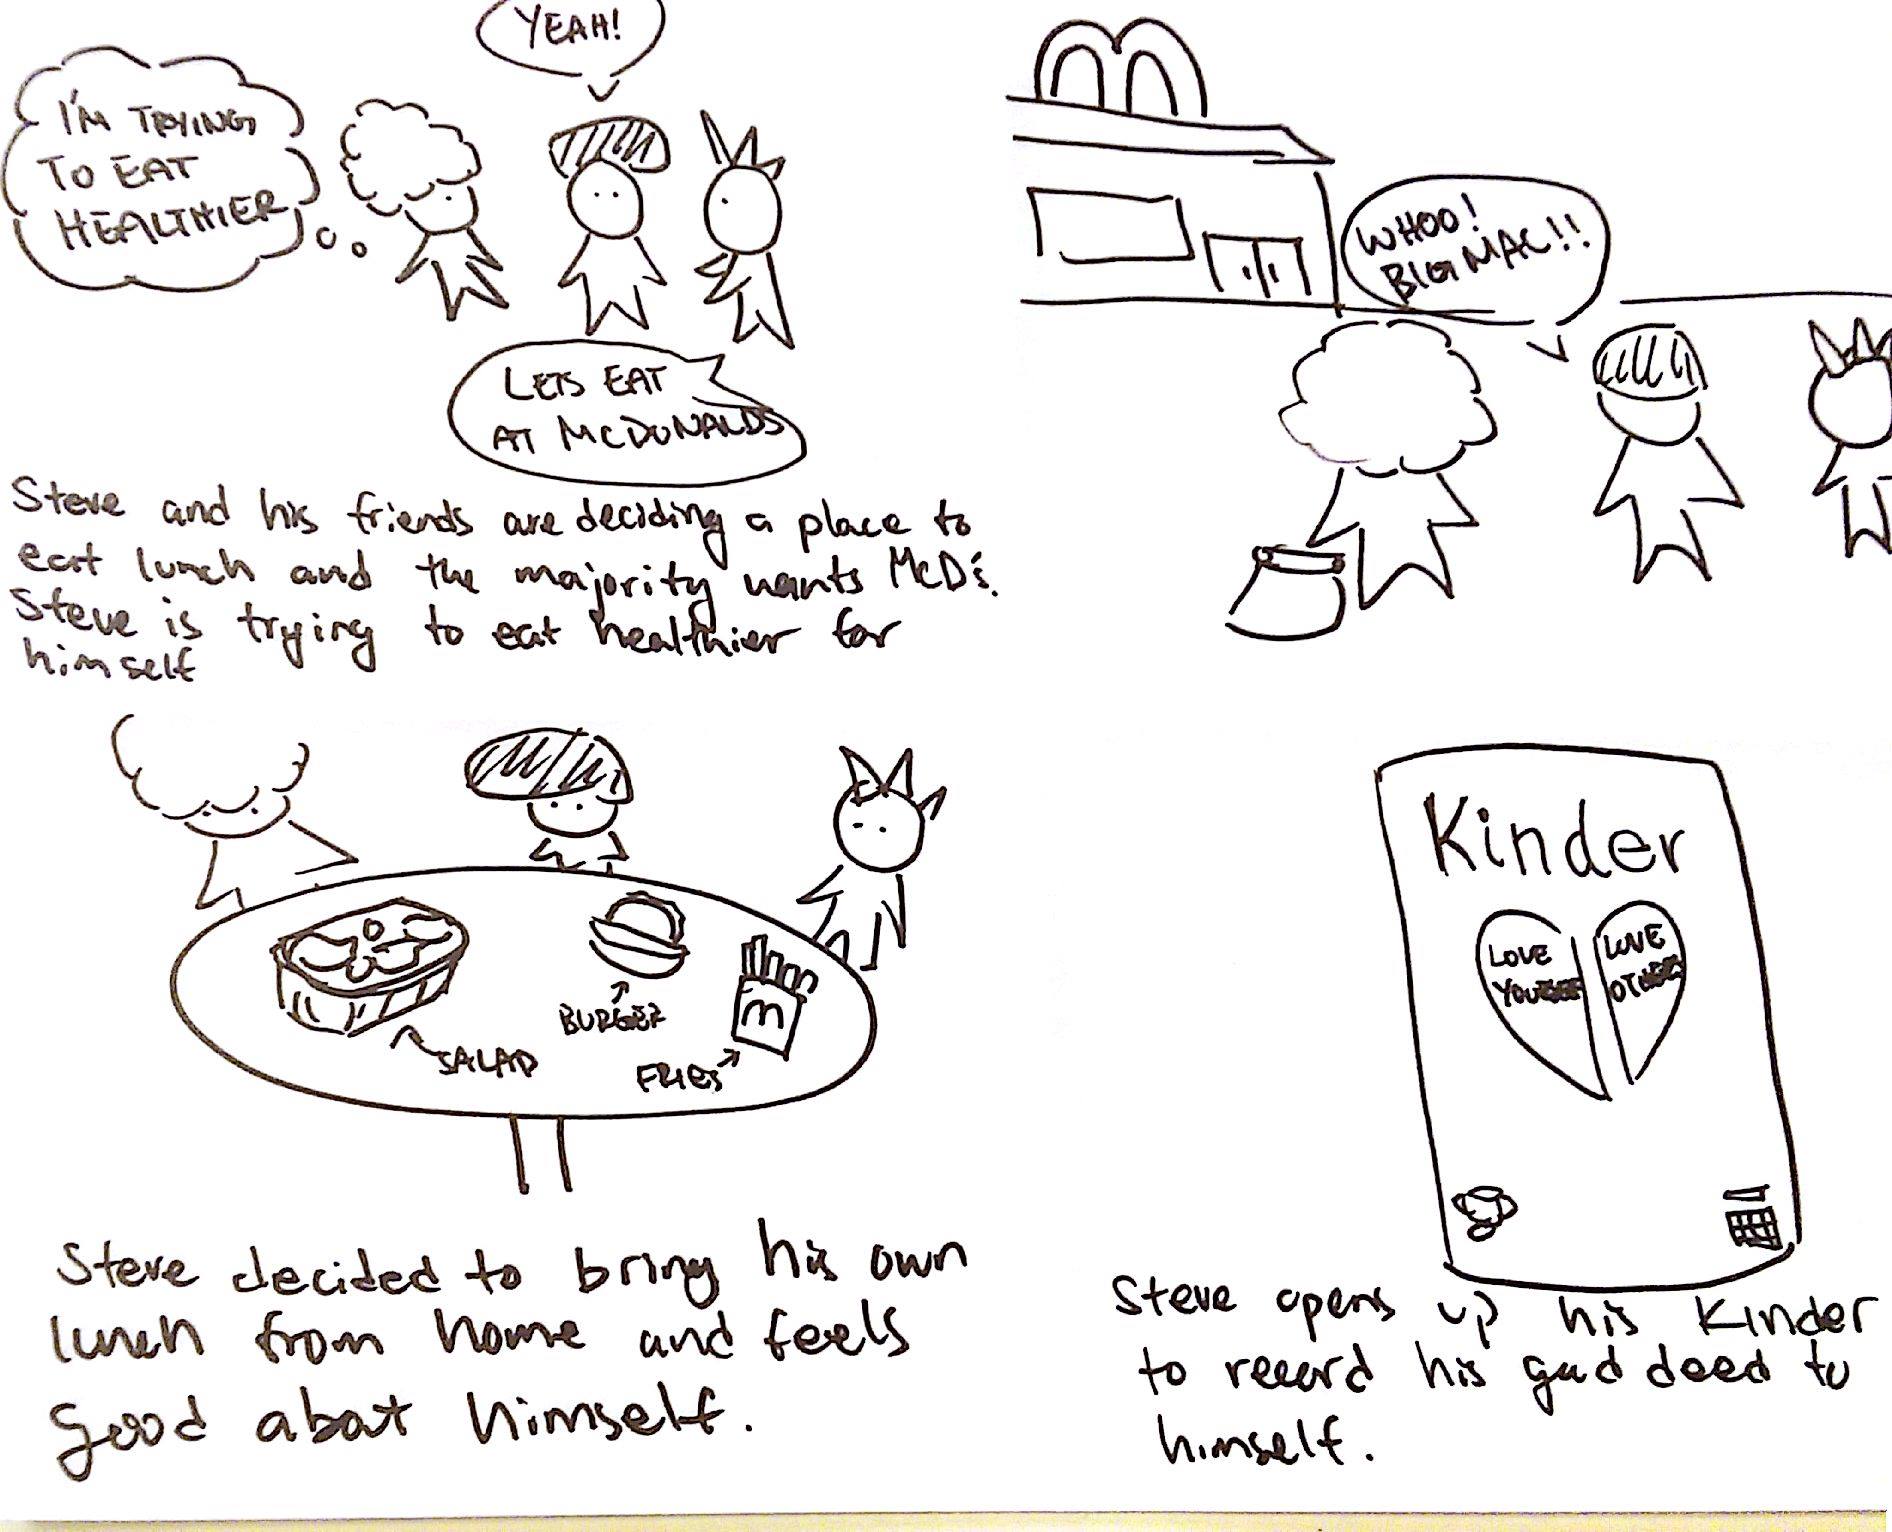 YEAH!
I'M TRYING
TO EAT
HEALTHIER
LETS EAT
AT MCDONALDS
Steve and his friends are deciding a place to
eat lunch and the majority wants McD's.
Steve is trying to eat healthier for
himself
WHOO!
BIG MAC!!
SALAD
BURGER
FRIES
m
Steve decided to bring his own
lunch from home and feels
good about himself.
Kinder
LOVE
LOVE
Steve opens up his Kinder
to record his good deed to
himself.